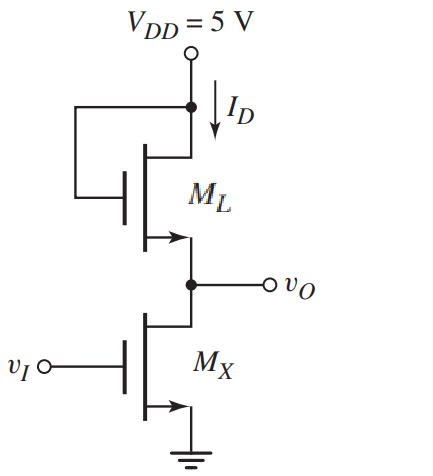 V_DD = 5 V
I_D
M_L
v_O
v_I
M_X